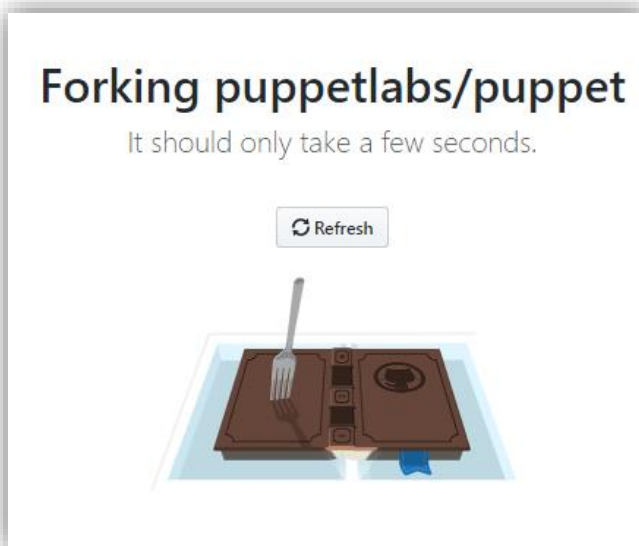 Forking puppetlabs/puppet
It should only take a few seconds.
Refresh